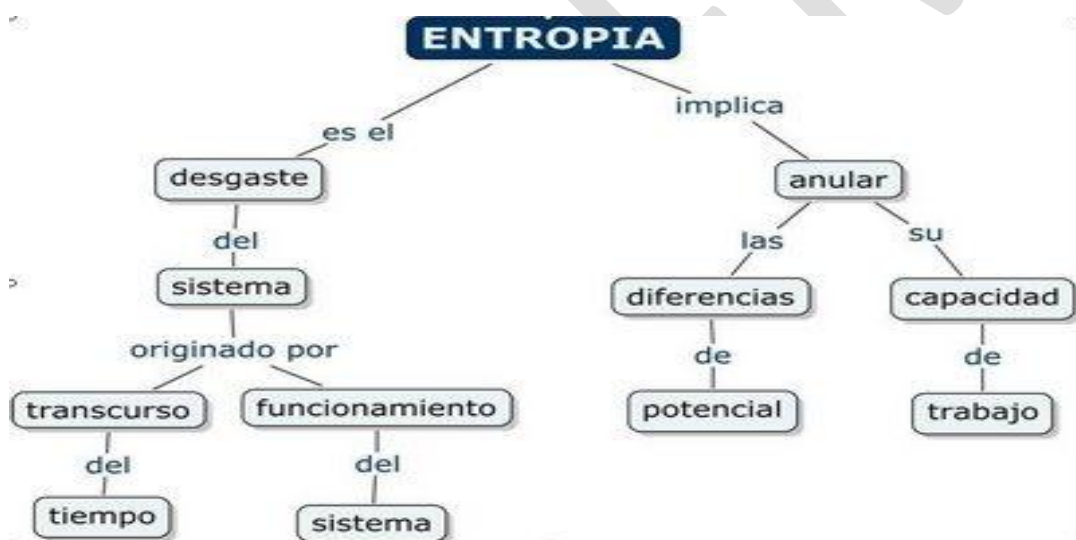 ENTROPIA
implica
es el
desgaste
anular
del
las
su
sistema
diferencias
capacidad
originado por
de
de
transcurso
funcionamiento
potencial
trabajo
del
del
tiempo
sistema